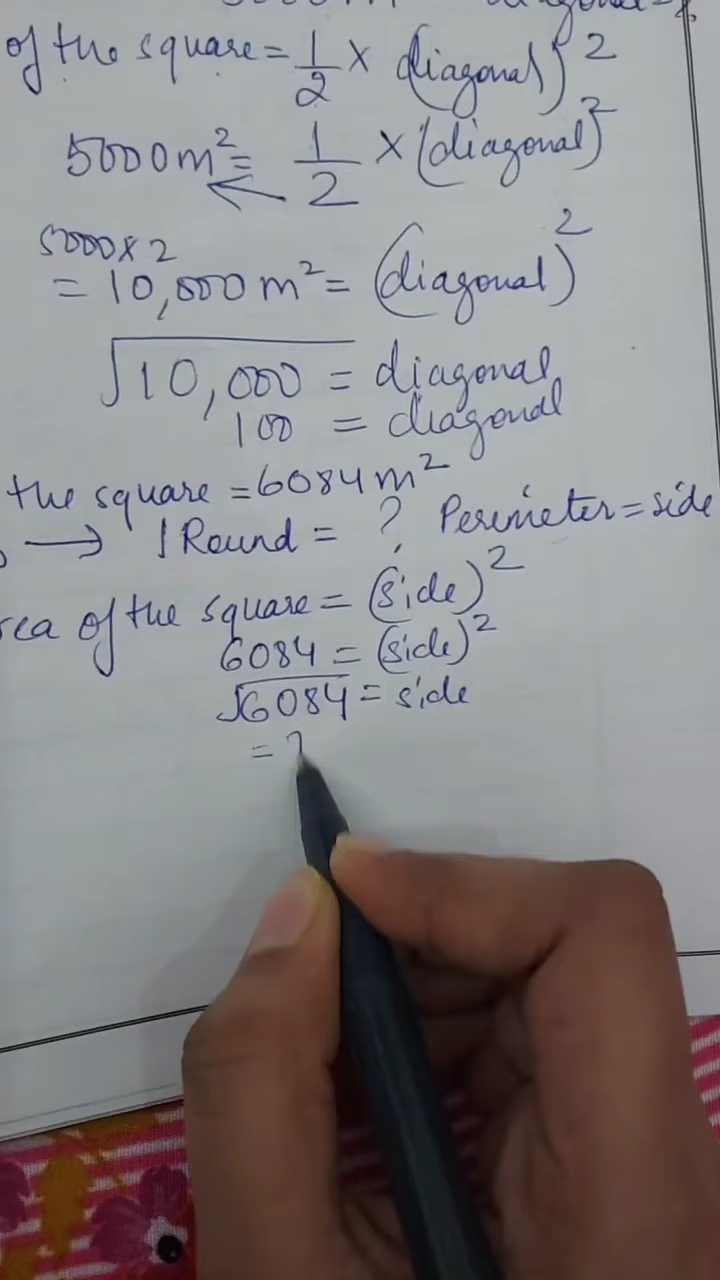 of the square = 1/2 × (diagonal)²
5000m² = 1/2 × (diagonal)²
5000×2
= 10,000 m² = (diagonal)²
√10,000 = diagonal
100 = diagonal
the square = 6084m²
→ 1 Round = ? Perimeter = side
rea of the square = (side)²
6084 = (side)²
√6084 = side
=